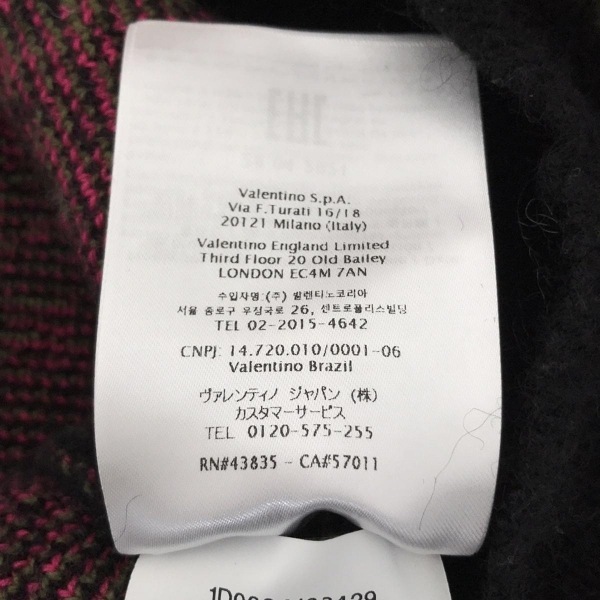 Valentino S.p.A.
Via F.Turati 16/18
20121 Milano (Italy)
Valentino England Limited
Third Floor 20 Old Bailey
LONDON EC4M 7AN
수입자명:(주) 발렌티노코리아
서울 종로구 우정국로 26, 센트로폴리스빌딩
TEL 02-2015-4642
CNPJ: 14.720.010/0001-06
Valentino Brazil
ヴァレンティノ ジャパン (株)
カスタマーサービス
TEL 0120-575-255
RN#43835 - CA#57011